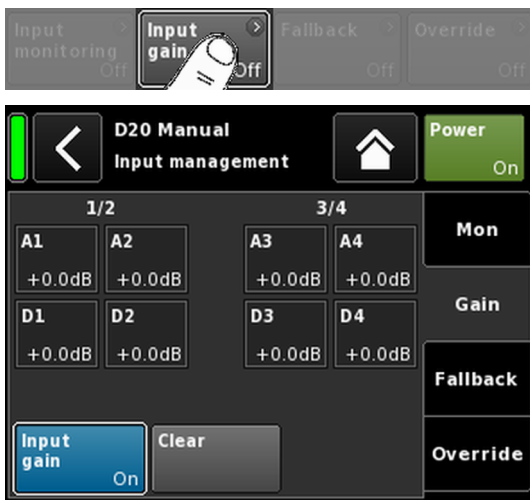 Input monitoring Off
Input gain Off
Fallback Off
Override Off
D20 Manual
Input management
Power On
1/2 3/4
A1 A2 A3 A4
+0.0dB +0.0dB +0.0dB +0.0dB
D1 D2 D3 D4
+0.0dB +0.0dB +0.0dB +0.0dB
Mon
Gain
Fallback
Override
Input gain On
Clear